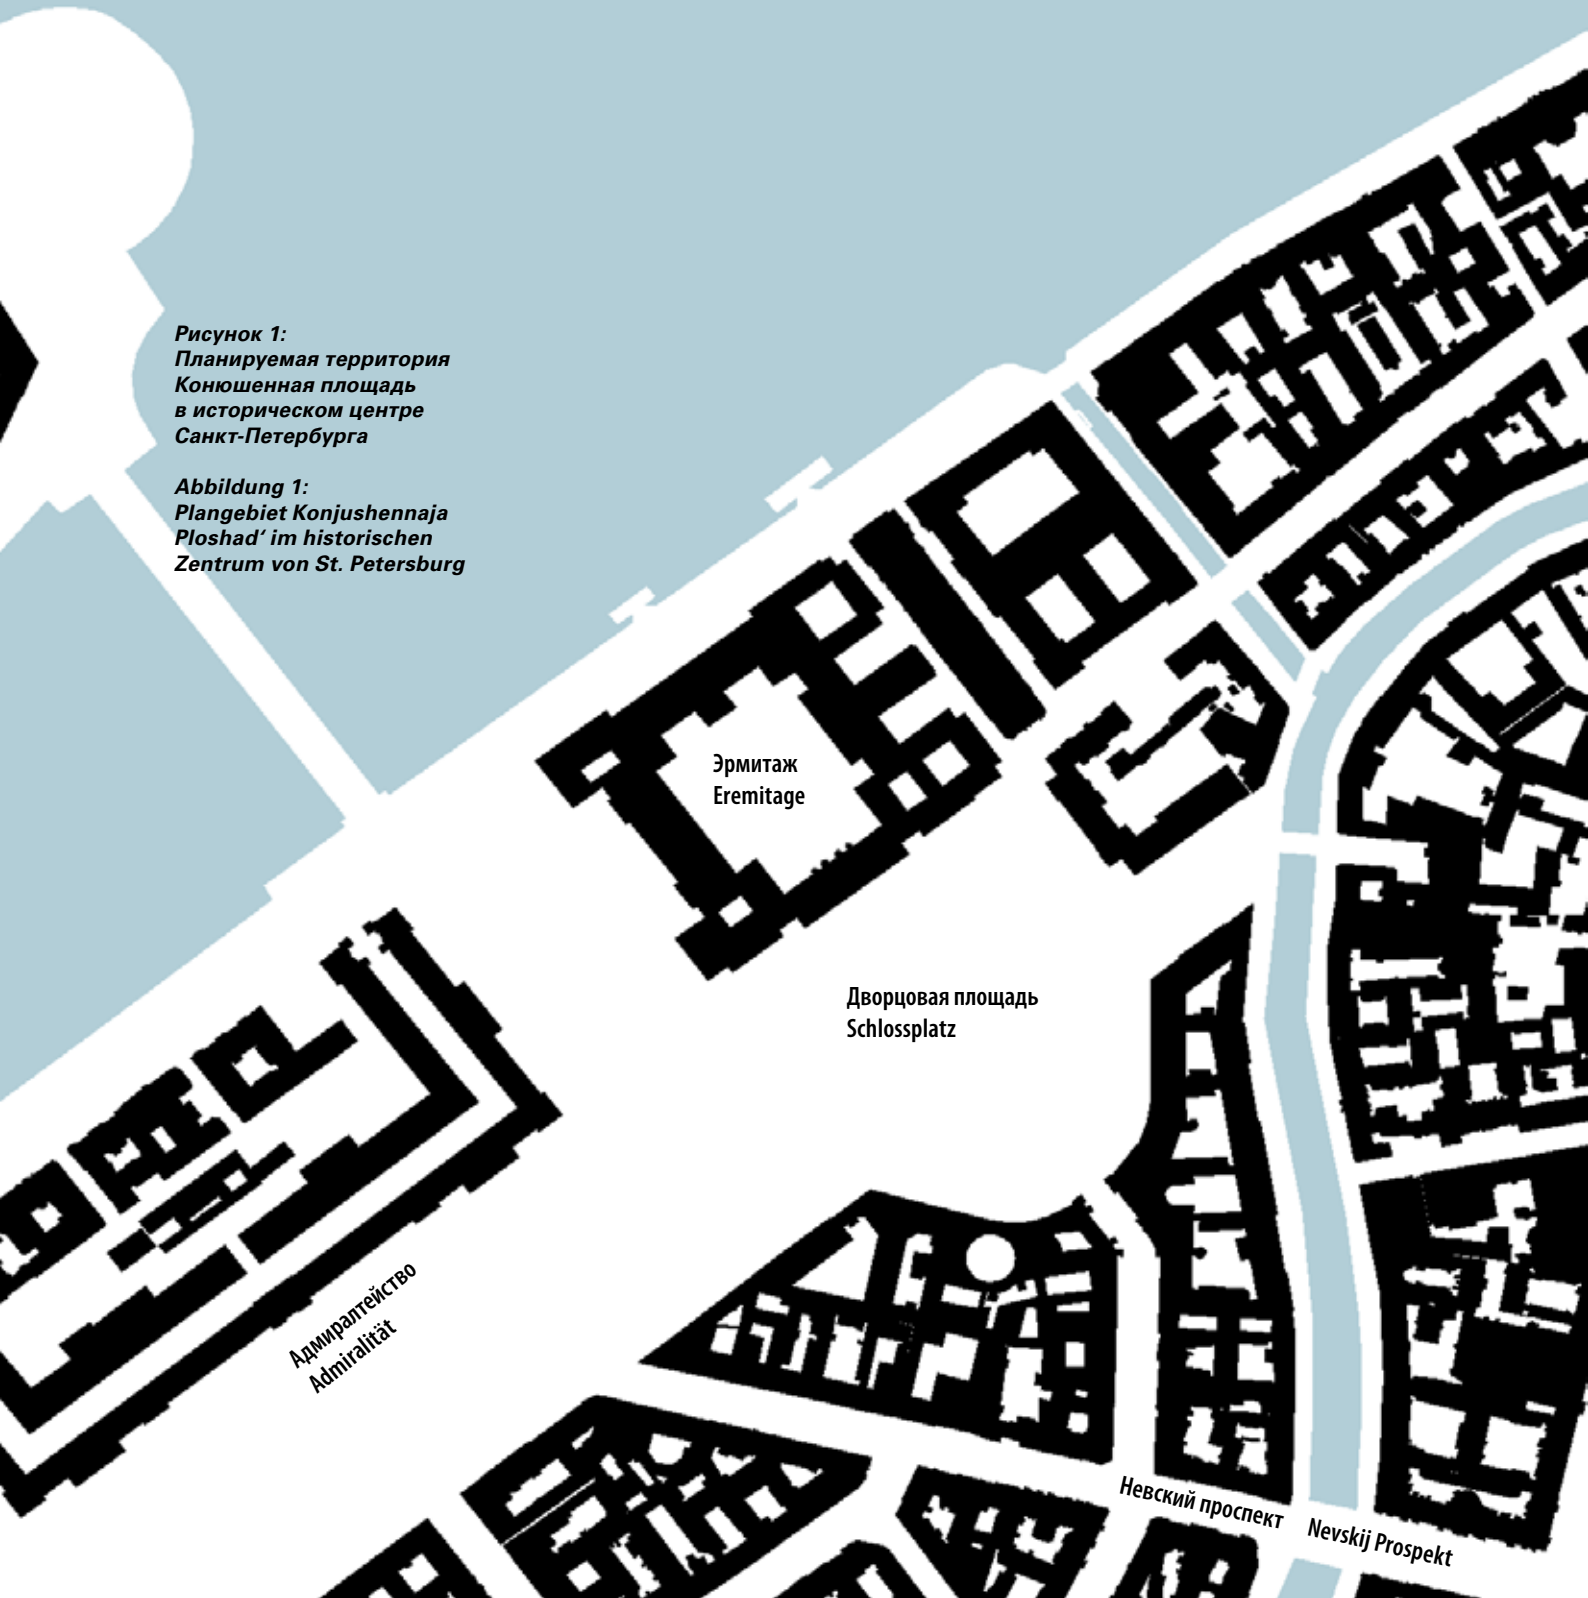 Рисунок 1:
Планируемая территория
Конюшенная площадь
в историческом центре
Санкт-Петербурга
Abbildung 1:
Plangebiet Konjushennaja
Ploshad‘ im historischen
Zentrum von St. Petersburg
Эрмитаж
Eremitage
Дворцовая площадь
Schlossplatz
Адмиралтейство
Admiralität
Невский проспект
Nevskij Prospekt